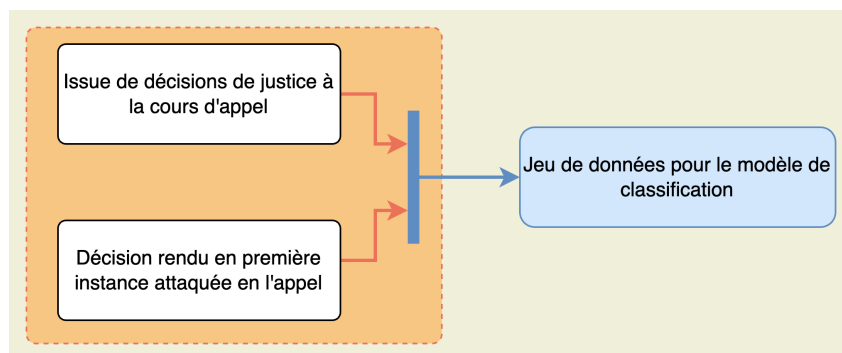 Issue de décisions de justice à
la cours d'appel
Décision rendu en première
instance attaquée en l'appel
Jeu de données pour le modèle de
classification